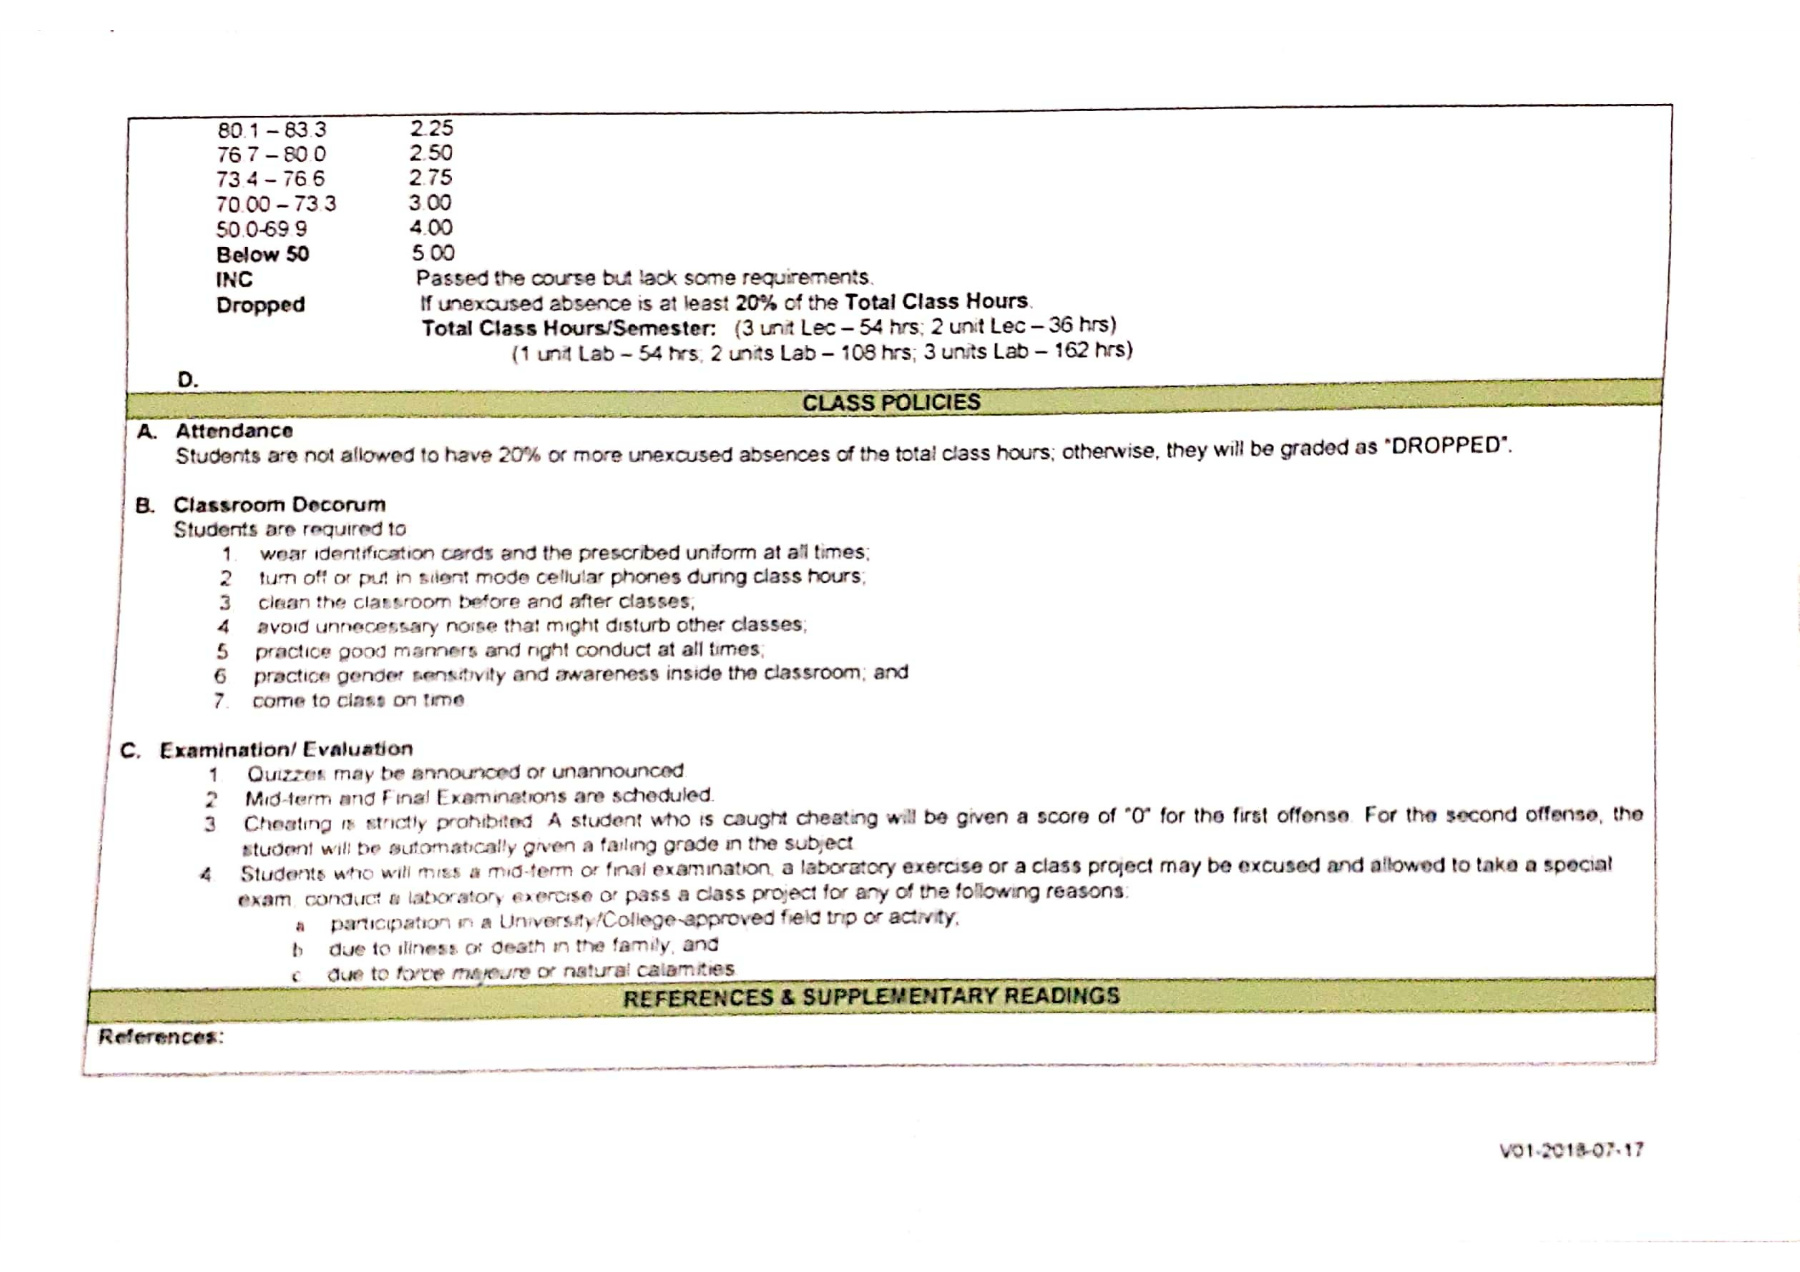 80.1 – 83.3 2.25
76.7 – 80.0 2.50
73.4 – 76.6 2.75
70.00 – 73.3 3.00
50.0-69.9 4.00
Below 50 5.00
INC Passed the course but lack some requirements.
Dropped If unexcused absence is at least 20% of the Total Class Hours.
Total Class Hours/Semester: (3 unit Lec – 54 hrs; 2 unit Lec – 36 hrs)
(1 unit Lab – 54 hrs; 2 units Lab – 108 hrs; 3 units Lab – 162 hrs)
D.
CLASS POLICIES
A. Attendance
Students are not allowed to have 20% or more unexcused absences of the total class hours; otherwise, they will be graded as "DROPPED".
B. Classroom Decorum
Students are required to
1. wear identification cards and the prescribed uniform at all times;
2 turn off or put in silent mode cellular phones during class hours;
3 clean the classroom before and after classes;
4 avoid unnecessary noise that might disturb other classes;
5 practice good manners and right conduct at all times;
6 practice gender sensitivity and awareness inside the classroom; and
7. come to class on time
C. Examination/ Evaluation
1 Quizzes may be announced or unannounced.
2 Mid-term and Final Examinations are scheduled.
3 Cheating is strictly prohibited. A student who is caught cheating will be given a score of "0" for the first offense. For the second offense, the
student will be automatically given a failing grade in the subject.
4 Students who will miss a mid-term or final examination, a laboratory exercise or a class project may be excused and allowed to take a special
exam, conduct a laboratory exercise or pass a class project for any of the following reasons:
a participation in a University/College-approved field trip or activity;
b due to illness or death in the family; and
c due to force majeure or natural calamities
REFERENCES & SUPPLEMENTARY READINGS
References:
V01-2018-07-17